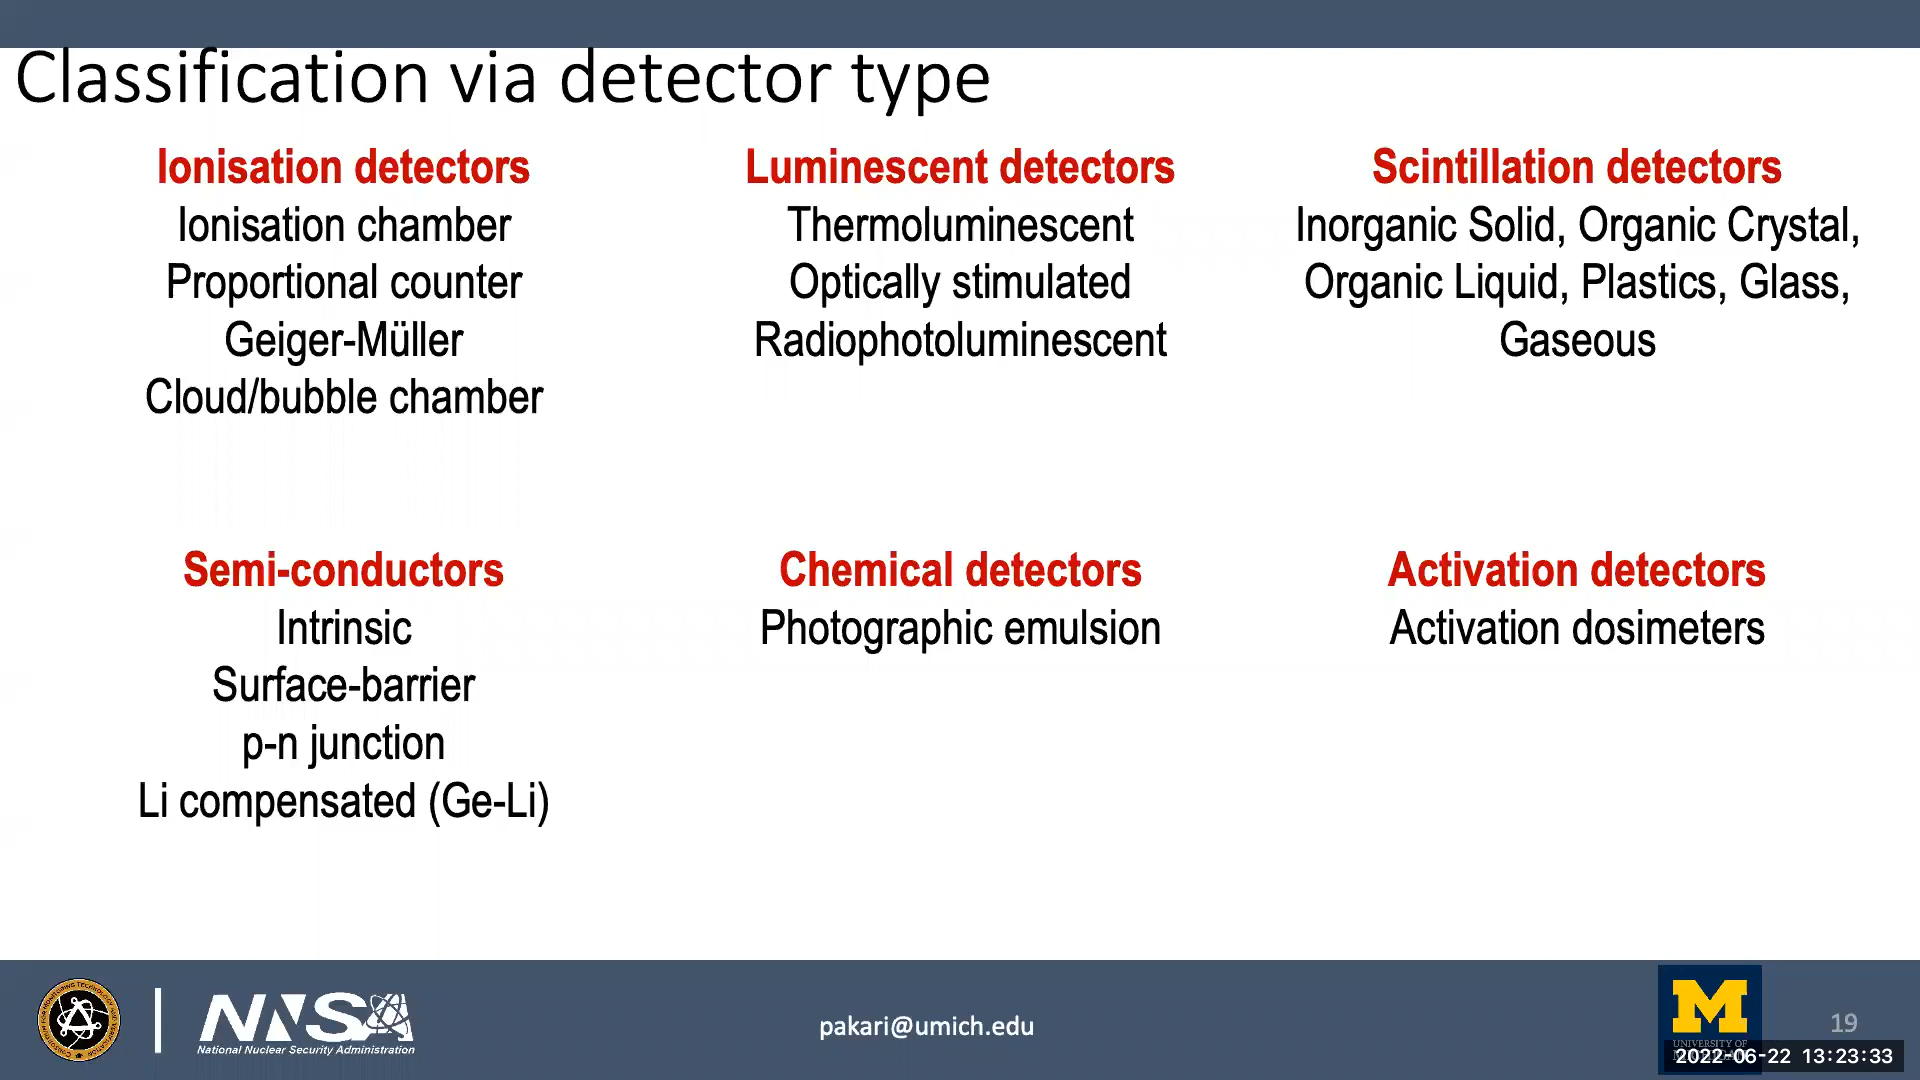 Classification via detector type
Ionisation detectors
Ionisation chamber
Proportional counter
Geiger-Müller
Cloud/bubble chamber
Luminescent detectors
Thermoluminescent
Optically stimulated
Radiophotoluminescent
Scintillation detectors
Inorganic Solid, Organic Crystal,
Organic Liquid, Plastics, Glass,
Gaseous
Semi-conductors
Intrinsic
Surface-barrier
p-n junction
Li compensated (Ge-Li)
Chemical detectors
Photographic emulsion
Activation detectors
Activation dosimeters
NNSA
National Nuclear Security Administration
pakari@umich.edu
M
UNIVERSITY OF
19
2022-06-22 13:23:33